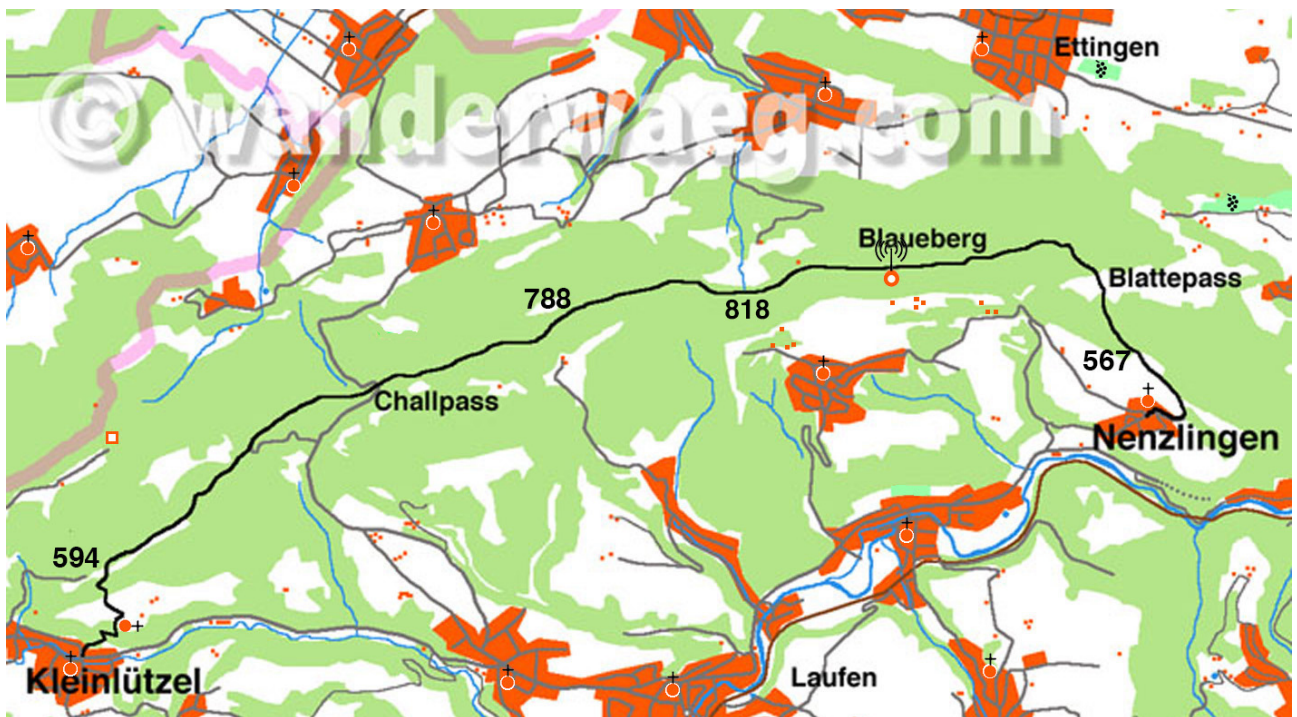 Ettingen
© wanderwaeg.com
Blaueberg
Blattepass
788
818
567
Challpass
Nenzlingen
594
Kleinlützel
Laufen